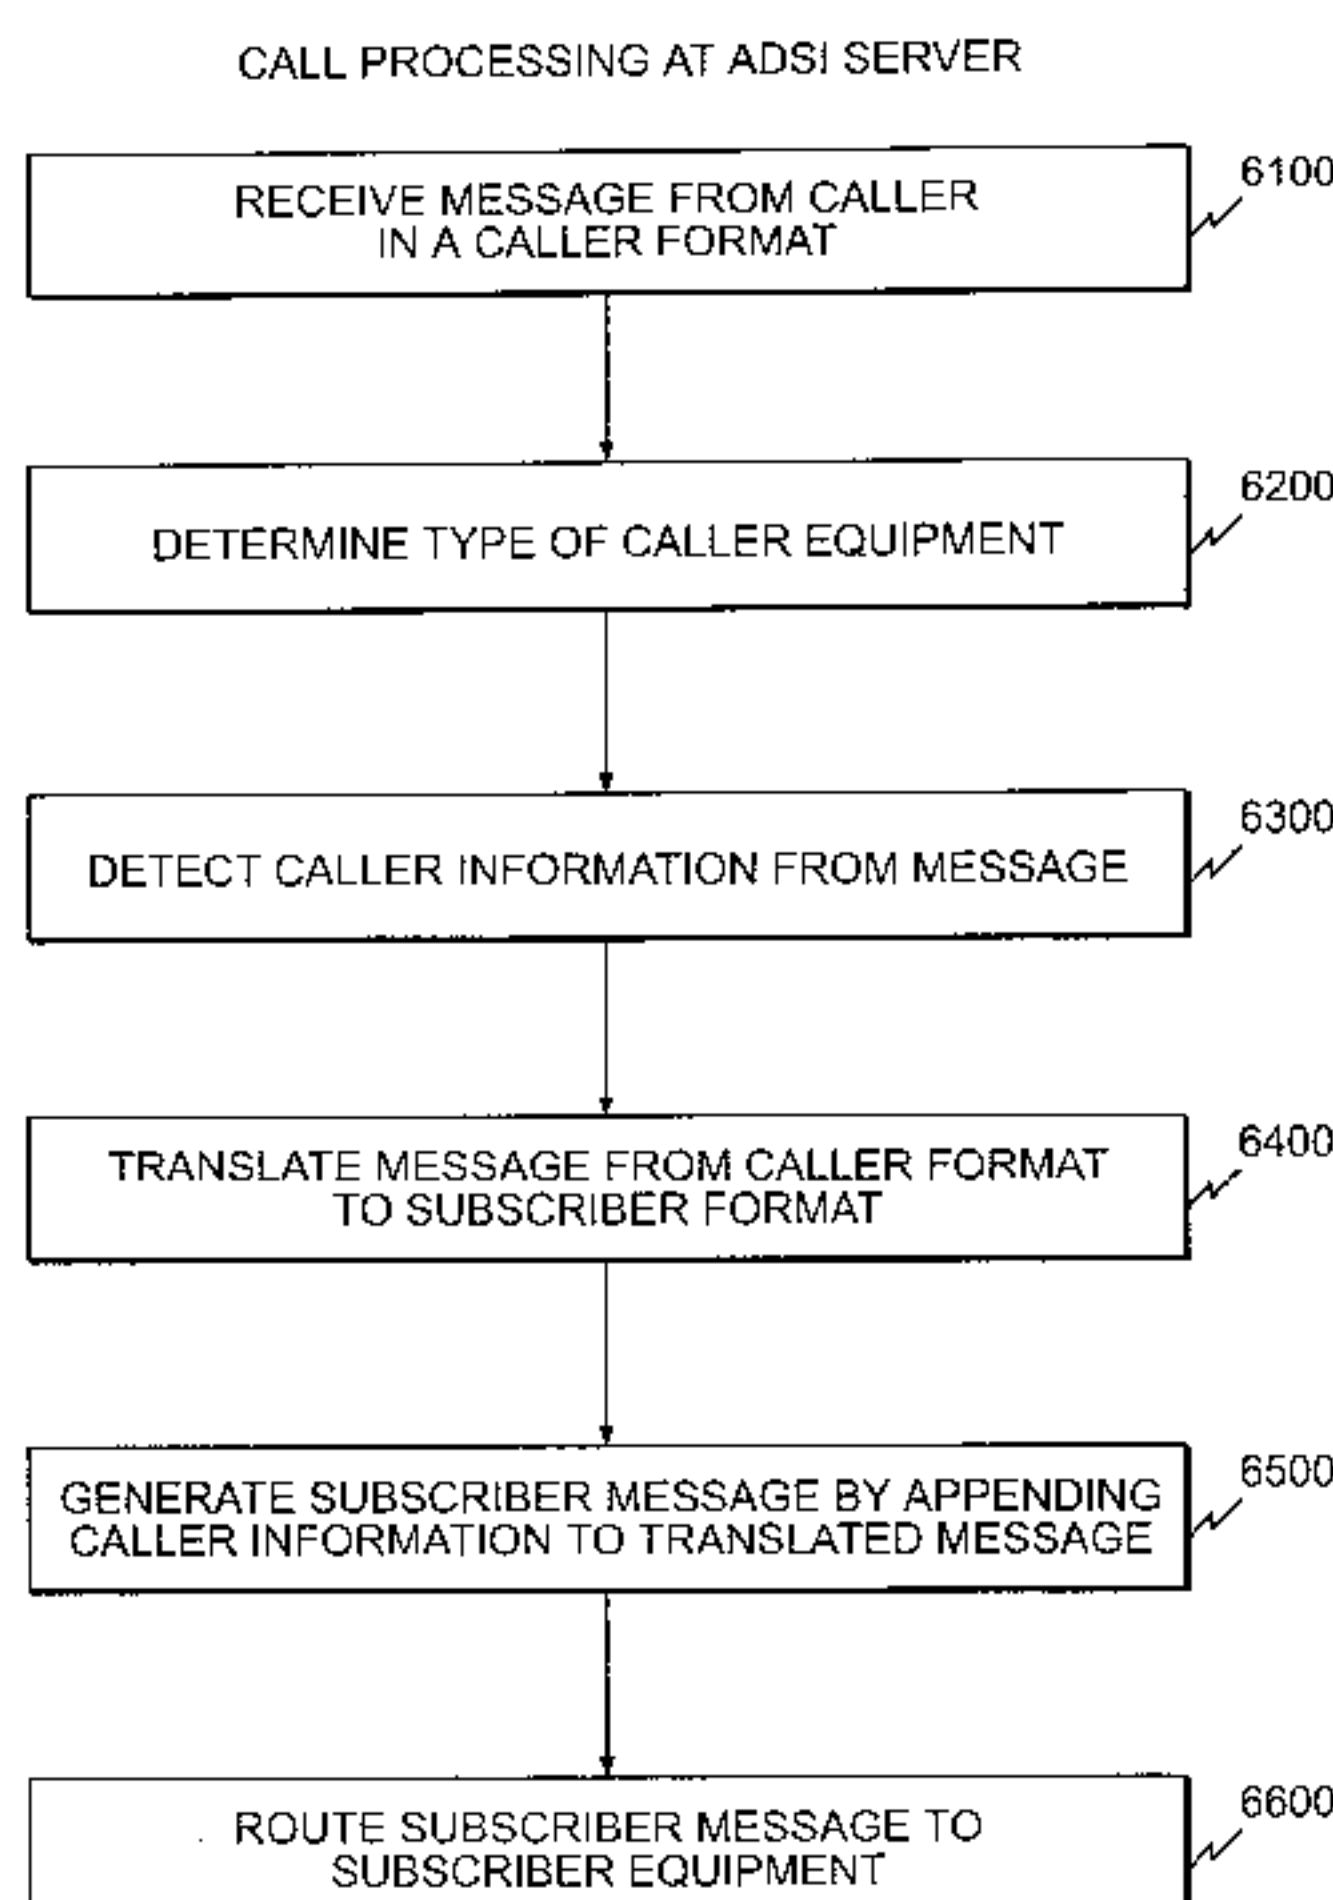 CALL PROCESSING AT ADSI SERVER
RECEIVE MESSAGE FROM CALLER
IN A CALLER FORMAT
6100
DETERMINE TYPE OF CALLER EQUIPMENT
6200
DETECT CALLER INFORMATION FROM MESSAGE
6300
TRANSLATE MESSAGE FROM CALLER FORMAT
TO SUBSCRIBER FORMAT
6400
GENERATE SUBSCRIBER MESSAGE BY APPENDING
CALLER INFORMATION TO TRANSLATED MESSAGE
6500
ROUTE SUBSCRIBER MESSAGE TO
SUBSCRIBER EQUIPMENT
6600